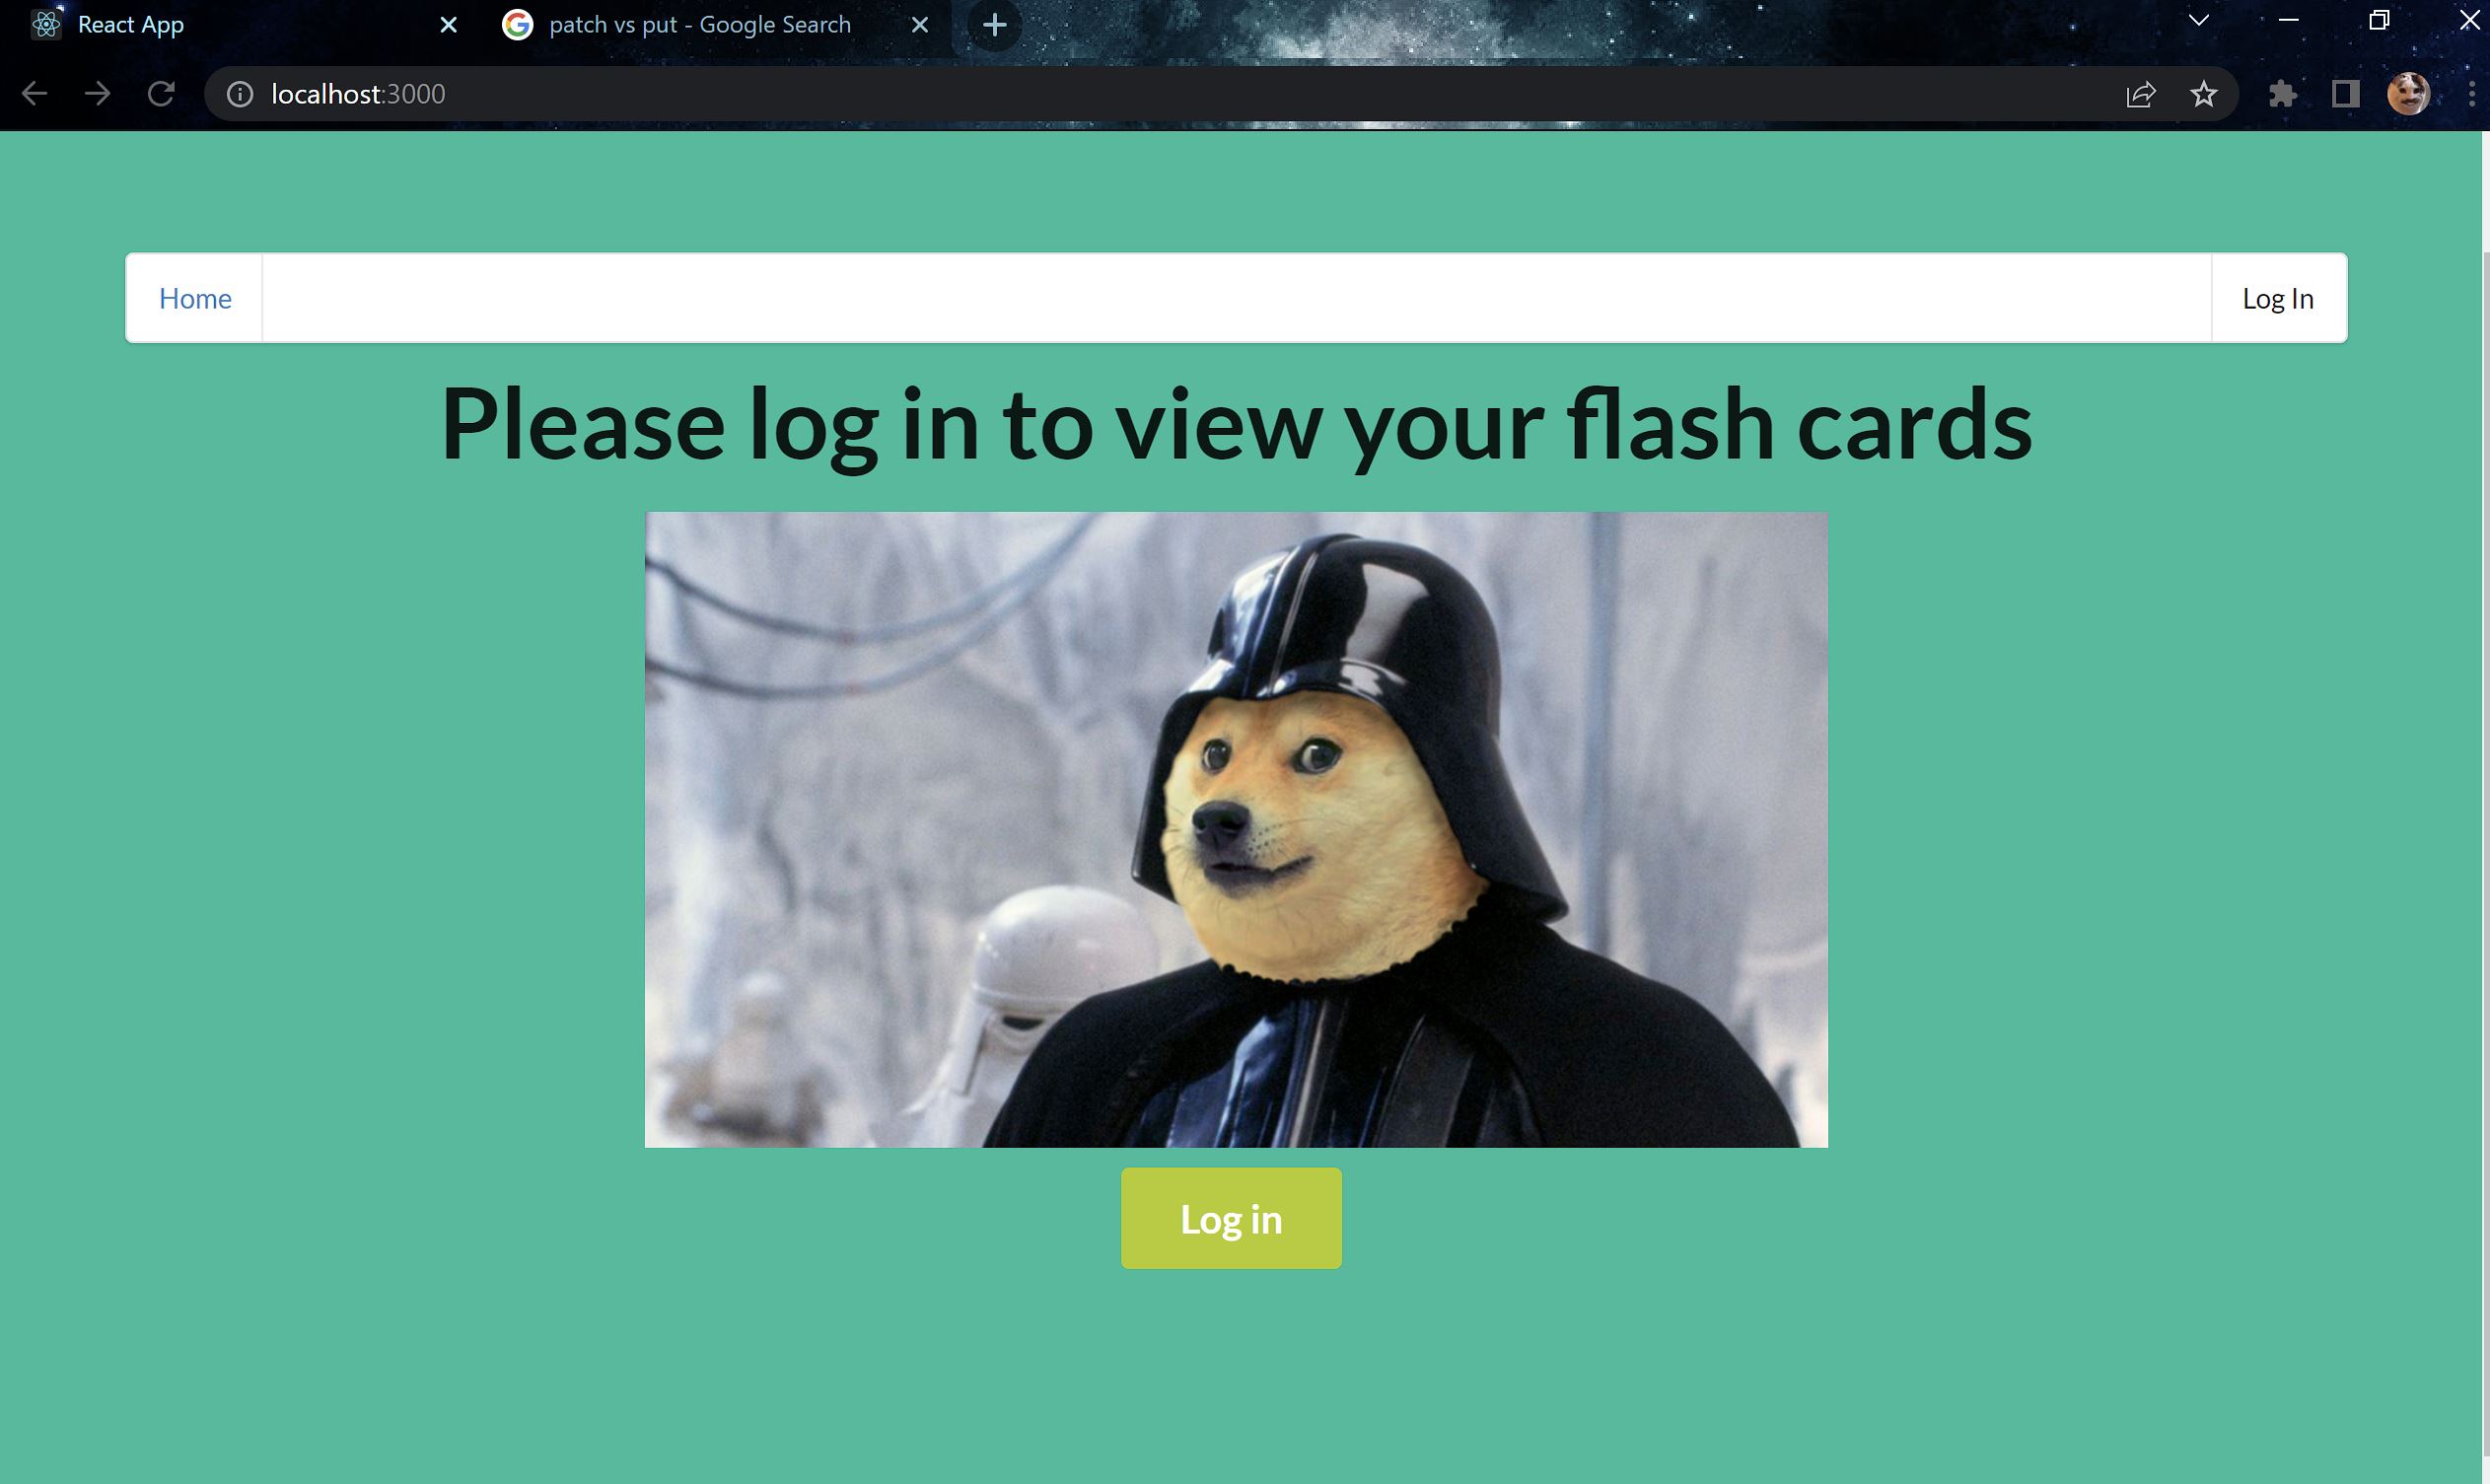 React App
patch vs put - Google Search
localhost:3000
Home
Log In
Please log in to view your flash cards
Log in